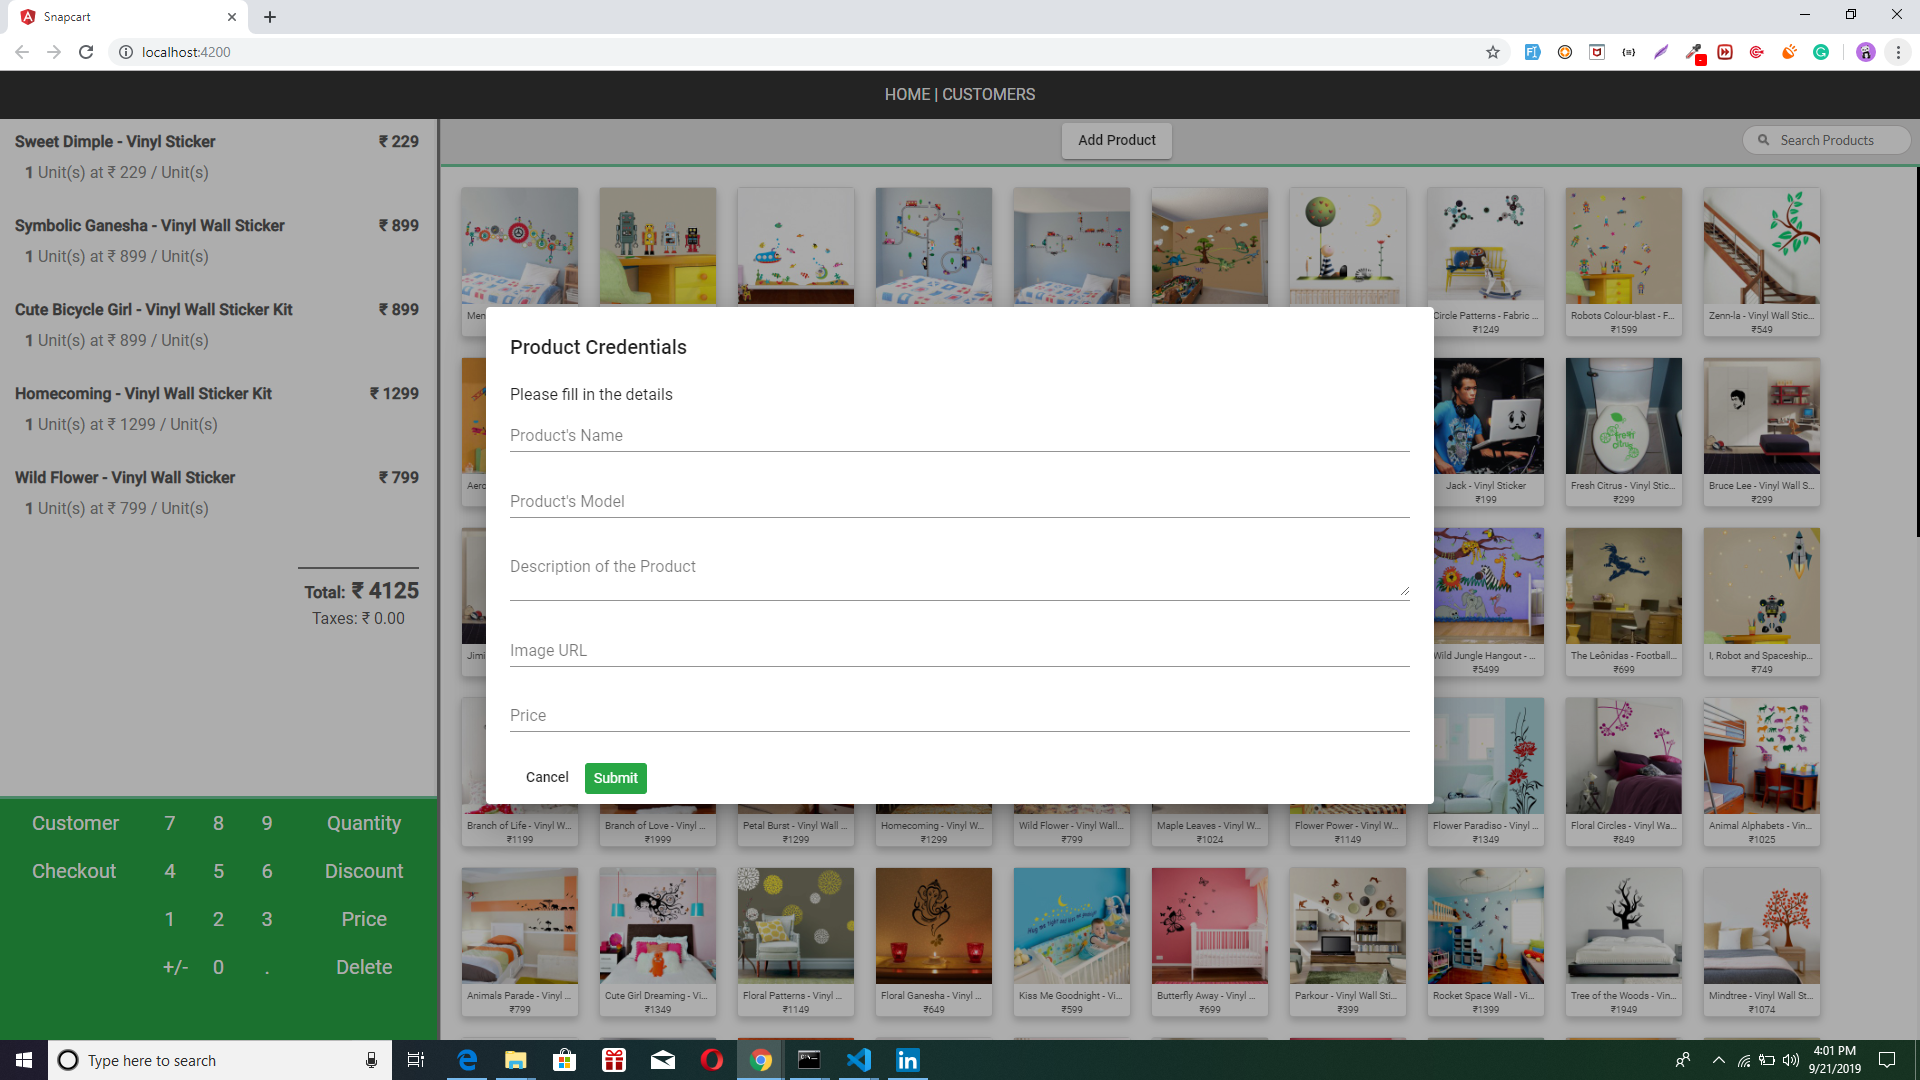 Snapcart
localhost:4200
HOME | CUSTOMERS
Sweet Dimple - Vinyl Sticker ₹ 229
1 Unit(s) at ₹ 229 / Unit(s)
Symbolic Ganesha - Vinyl Wall Sticker ₹ 899
1 Unit(s) at ₹ 899 / Unit(s)
Cute Bicycle Girl - Vinyl Wall Sticker Kit ₹ 899
1 Unit(s) at ₹ 899 / Unit(s)
Homecoming - Vinyl Wall Sticker Kit ₹ 1299
1 Unit(s) at ₹ 1299 / Unit(s)
Wild Flower - Vinyl Wall Sticker ₹ 799
1 Unit(s) at ₹ 799 / Unit(s)
Total: ₹ 4125
Taxes: ₹ 0.00
Customer 7 8 9 Quantity
Checkout 4 5 6 Discount
1 2 3 Price
+/- 0 . Delete
Add Product
Search Products
Circle Patterns - Fabric ...
₹1249
Robots Colour-blast - F...
₹1599
Zenn-la - Vinyl Wall Stic...
₹549
Product Credentials
Please fill in the details
Product's Name
Product's Model
Description of the Product
Image URL
Price
Cancel Submit
Jack - Vinyl Sticker
₹199
Fresh Citrus - Vinyl Stic...
₹299
Bruce Lee - Vinyl Wall S...
₹299
Jimi
Wild Jungle Hangout - ...
₹5499
The Leônidas - Football...
₹699
I, Robot and Spaceship...
₹749
Branch of Life - Vinyl W...
₹1199
Branch of Love - Vinyl ...
₹1999
Petal Burst - Vinyl Wall ...
₹1299
Homecoming - Vinyl W...
₹1299
Wild Flower - Vinyl Wall...
₹799
Maple Leaves - Vinyl W...
₹1024
Flower Power - Vinyl W...
₹1149
Flower Paradiso - Vinyl ...
₹1349
Floral Circles - Vinyl Wa...
₹849
Animal Alphabets - Vin...
₹1025
Animals Parade - Vinyl ...
₹799
Cute Girl Dreaming - Vi...
₹1349
Floral Patterns - Vinyl ...
₹1149
Floral Ganesha - Vinyl ...
₹649
Kiss Me Goodnight - Vi...
₹599
Butterfly Away - Vinyl ...
₹699
Parkour - Vinyl Wall Sti...
₹399
Rocket Space Wall - Vi...
₹1399
Tree of the Woods - Vin...
₹1949
Mindtree - Vinyl Wall St...
₹1074
Type here to search
4:01 PM
9/21/2019